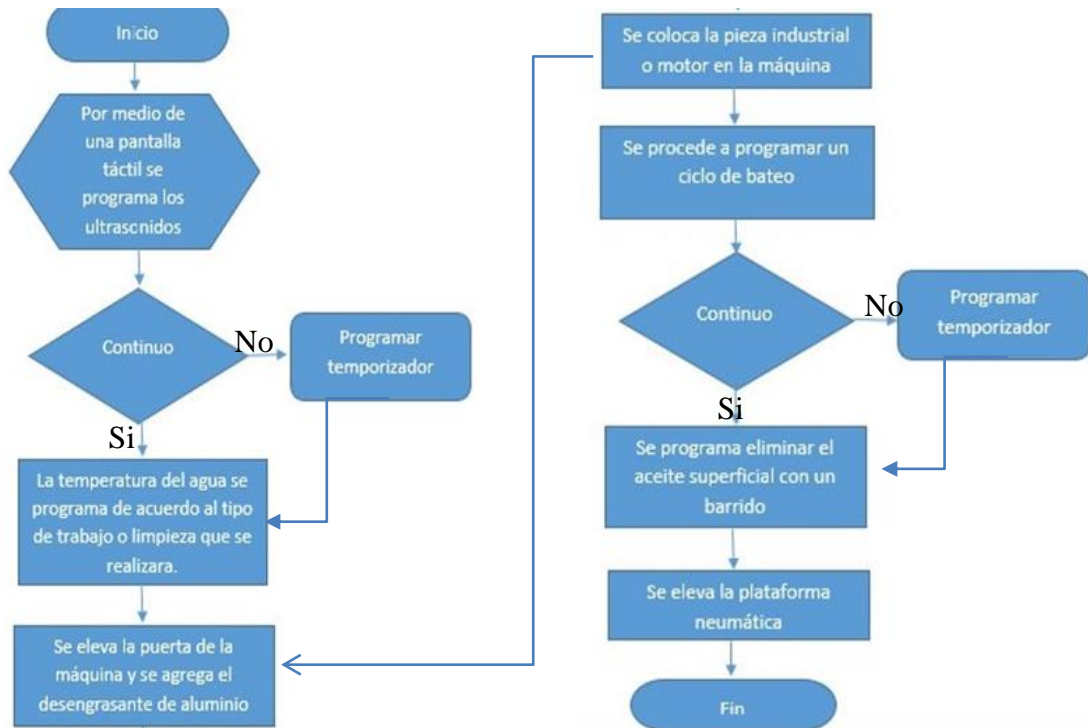 Inicio
Por medio de
una pantalla
táctil se
programa los
ultrasonidos
Continuo
No
Programar
temporizador
Si
La temperatura del agua se
programa de acuerdo al tipo
de trabajo o limpieza que se
realizara.
Se eleva la puerta de la
máquina y se agrega el
desengrasante de aluminio
Se coloca la pieza industrial
o motor en la máquina
Se procede a programar un
ciclo de bateo
Continuo
No
Programar
temporizador
Si
Se programa eliminar el
aceite superficial con un
barrido
Se eleva la plataforma
neumática
Fin